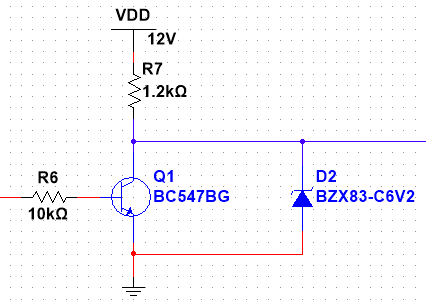 VDD
12V
R7
1.2kΩ
R6
10kΩ
Q1
BC547BG
D2
BZX83-C6V2